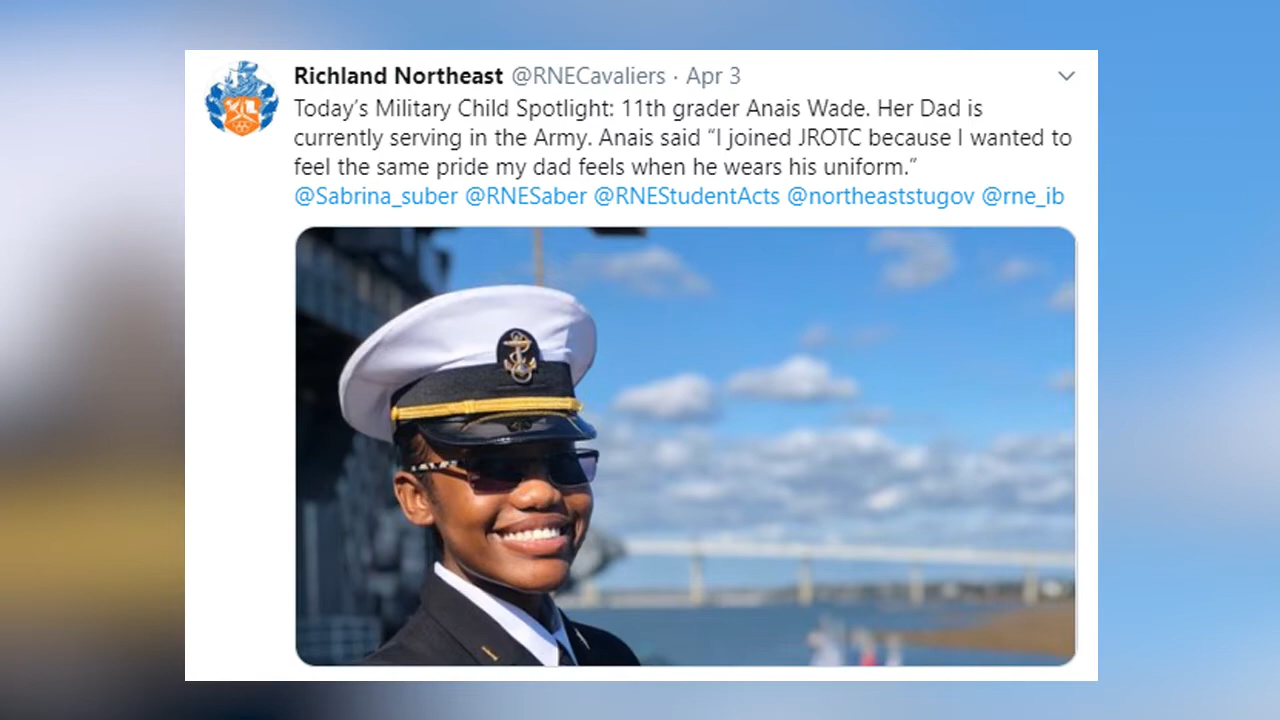 Richland Northeast @RNECavaliers · Apr 3
Today’s Military Child Spotlight: 11th grader Anais Wade. Her Dad is
currently serving in the Army. Anais said “I joined JROTC because I wanted to
feel the same pride my dad feels when he wears his uniform.”
@Sabrina_suber @RNESaber @RNEStudentActs @northeaststugov @rne_ib